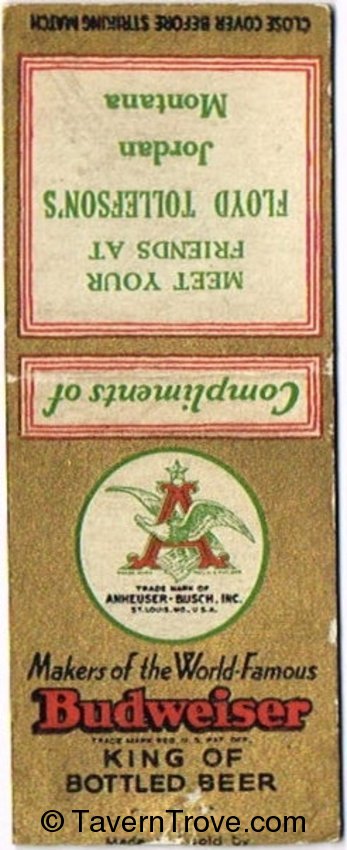 CLOSE COVER BEFORE STRIKING MATCH
Compliments of
MEET YOUR
FRIENDS AT
FLOYD TOLLEFSON'S
Jordan
Montana
TRADE MARK OF
ANHEUSER-BUSCH, INC.
ST. LOUIS, MO., U.S.A.
Makers of the World-Famous
Budweiser
TRADE MARK REG. U.S. PAT. OFF.
KING OF
BOTTLED BEER
© TavernTrove.com